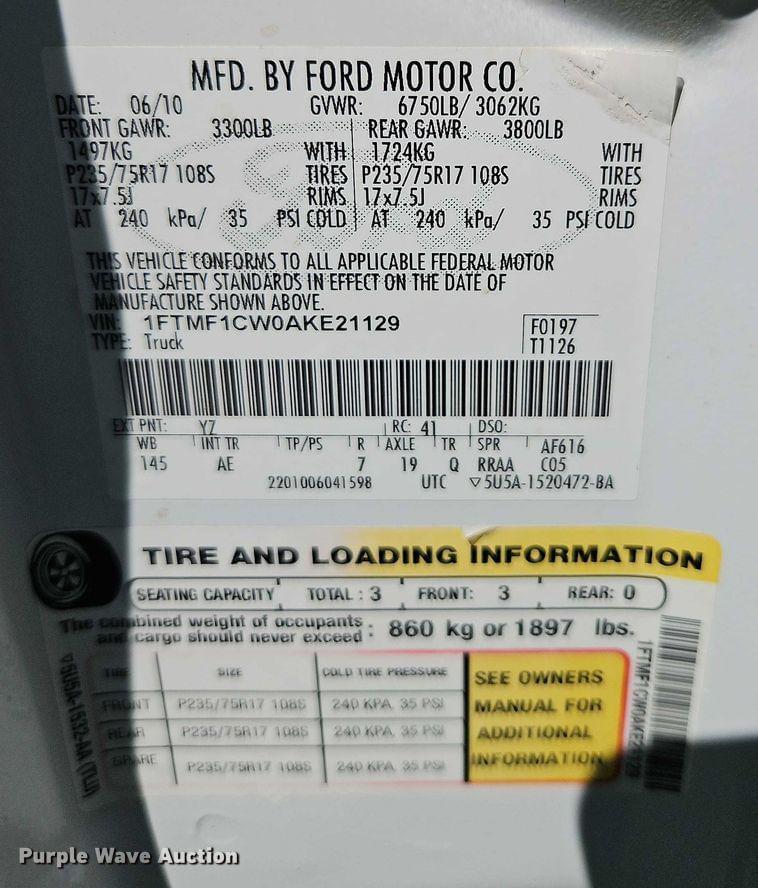 MFD. BY FORD MOTOR CO.
DATE: 06/10 GVWR: 6750LB/ 3062KG
FRONT GAWR: 3300LB REAR GAWR: 3800LB
1497KG WITH 1724KG WITH
P235/75R17 108S TIRES P235/75R17 108S TIRES
17x7.5J RIMS 17x7.5J RIMS
AT 240 kPa/ 35 PSI COLD AT 240 kPa/ 35 PSI COLD
THIS VEHICLE CONFORMS TO ALL APPLICABLE FEDERAL MOTOR
VEHICLE SAFETY STANDARDS IN EFFECT ON THE DATE OF
MANUFACTURE SHOWN ABOVE.
VIN: 1FTMF1CW0AKE21129 F0197
TYPE: Truck T1126
EXT PNT: YZ RC: 41 DSO:
WB INT TR TP/PS R AXLE TR SPR AF616
145 AE 7 19 Q RRAA C05
2201006041598 UTC ▽5U5A-1520472-BA
TIRE AND LOADING INFORMATION
SEATING CAPACITY TOTAL : 3 FRONT: 3 REAR: 0
The combined weight of occupants
and cargo should never exceed : 860 kg or 1897 lbs.
TIRE SIZE COLD TIRE PRESSURE
FRONT P235/75R17 108S 240 KPA, 35 PSI
REAR P235/75R17 108S 240 KPA, 35 PSI
SPARE P235/75R17 108S 240 KPA, 35 PSI
SEE OWNERS
MANUAL FOR
ADDITIONAL
INFORMATION
▽5U5A-1532-AA (TLU)
1FTMF1CW0AKE21129
Purple Wave Auction